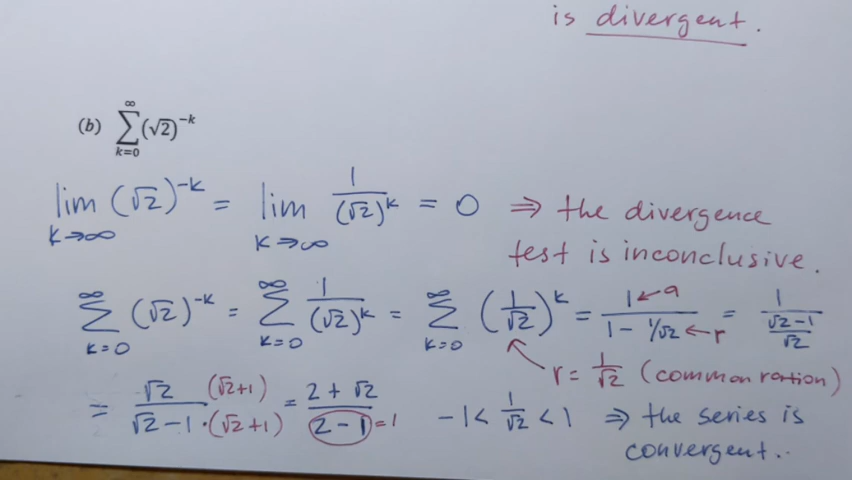 is divergent.
(b) ∑_{k=0}^{∞} (√2)^{-k}
lim_{k→∞} (√2)^{-k} = lim_{k→∞} 1/(√2)^k = 0 ⇒ the divergence
test is inconclusive.
∑_{k=0}^{∞} (√2)^{-k} = ∑_{k=0}^{∞} 1/(√2)^k = ∑_{k=0}^{∞} (1/√2)^k = (1 ← a)/(1 - 1/√2 ← r) = 1/((√2-1)/√2)
r = 1/√2 (common ration)
= √2/(√2-1) · (√2+1)/(√2+1) = (2+√2)/(2-1) =1 -1 < 1/√2 < 1 ⇒ the series is
convergent..